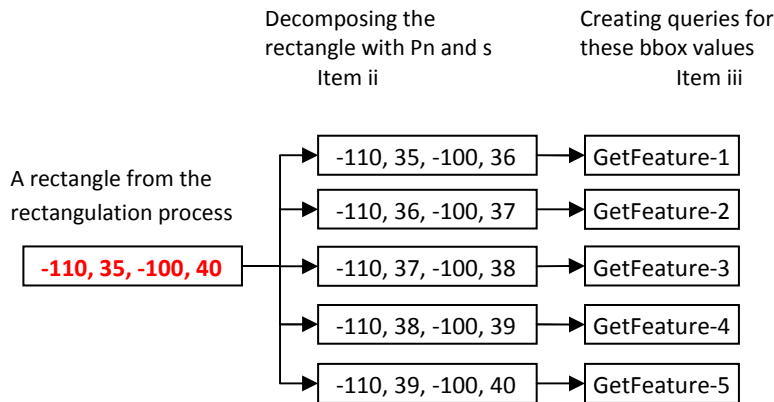 Decomposing the
rectangle with Pn and s
Item ii
Creating queries for
these bbox values
Item iii
A rectangle from the
rectangulation process
-110, 35, -100, 40
-110, 35, -100, 36
GetFeature-1
-110, 36, -100, 37
GetFeature-2
-110, 37, -100, 38
GetFeature-3
-110, 38, -100, 39
GetFeature-4
-110, 39, -100, 40
GetFeature-5